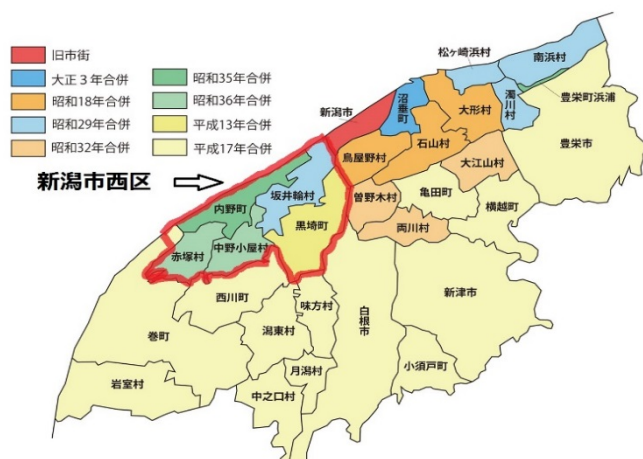 旧市街
大正3年合併
昭和18年合併
昭和29年合併
昭和32年合併
昭和35年合併
昭和36年合併
平成13年合併
平成17年合併
新潟市西区
松ヶ崎浜村
南浜村
新潟市
沼垂町
大形村
濁川村
豊栄町浜浦
石山村
豊栄市
鳥屋野村
大江山村
坂井輪村
内野町
曽野木村
亀田町
横越町
黒埼町
赤塚村
中野小屋村
両川村
西川町
味方村
新津市
潟東村
白根市
巻町
月潟村
小須戸町
岩室村
中之口村